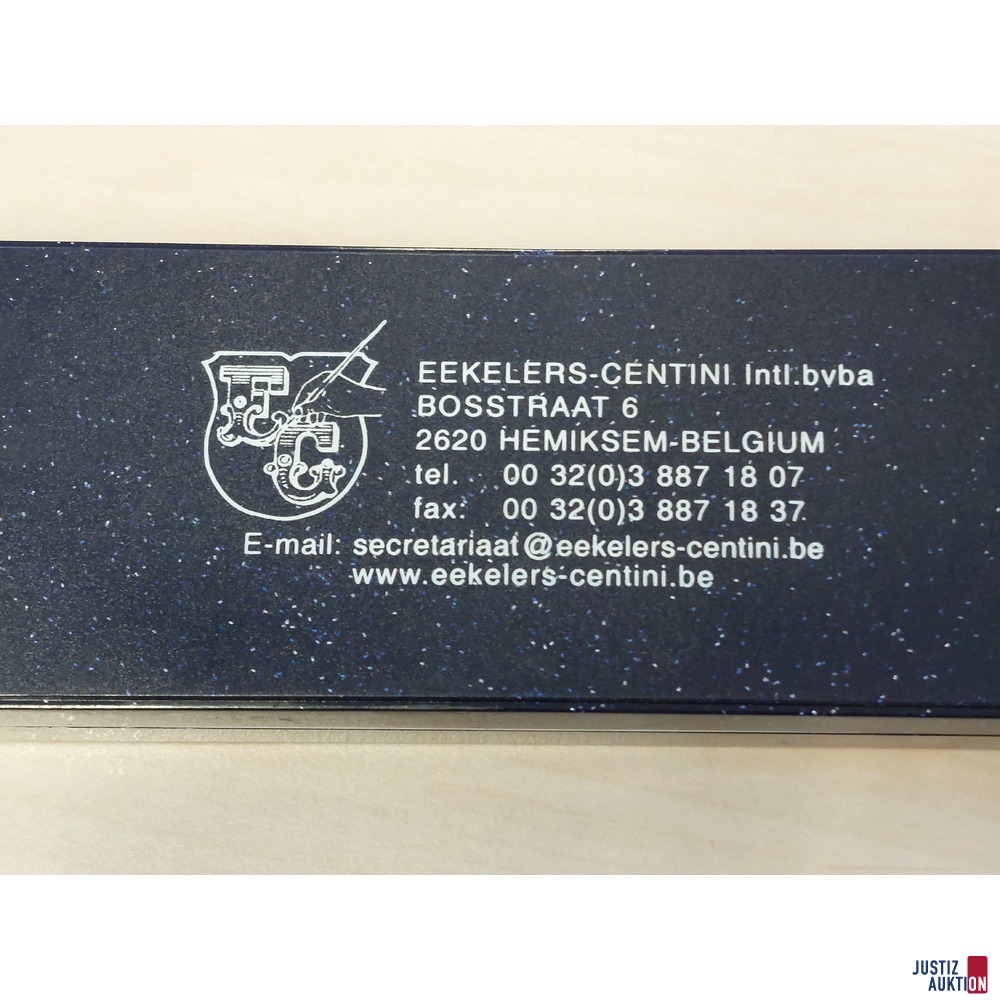 EC
EEKELERS-CENTINI Intl.bvba
BOSSTRAAT 6
2620 HEMIKSEM-BELGIUM
tel. 00 32(0)3 887 18 07
fax: 00 32(0)3 887 18 37
E-mail: secretariaat@eekelers-centini.be
www.eekelers-centini.be
JUSTIZ
AUKTION